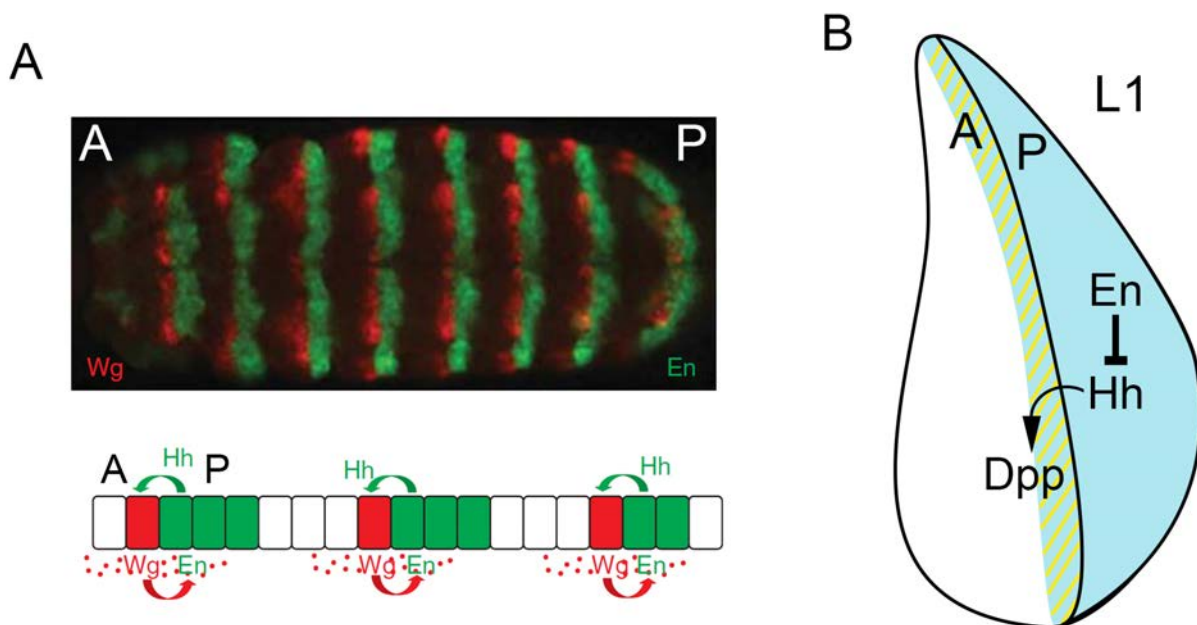 A
A P
Wg En
Hh A P Hh Hh
Wg En Wg En Wg En
B
L1
A P
En
Hh
Dpp